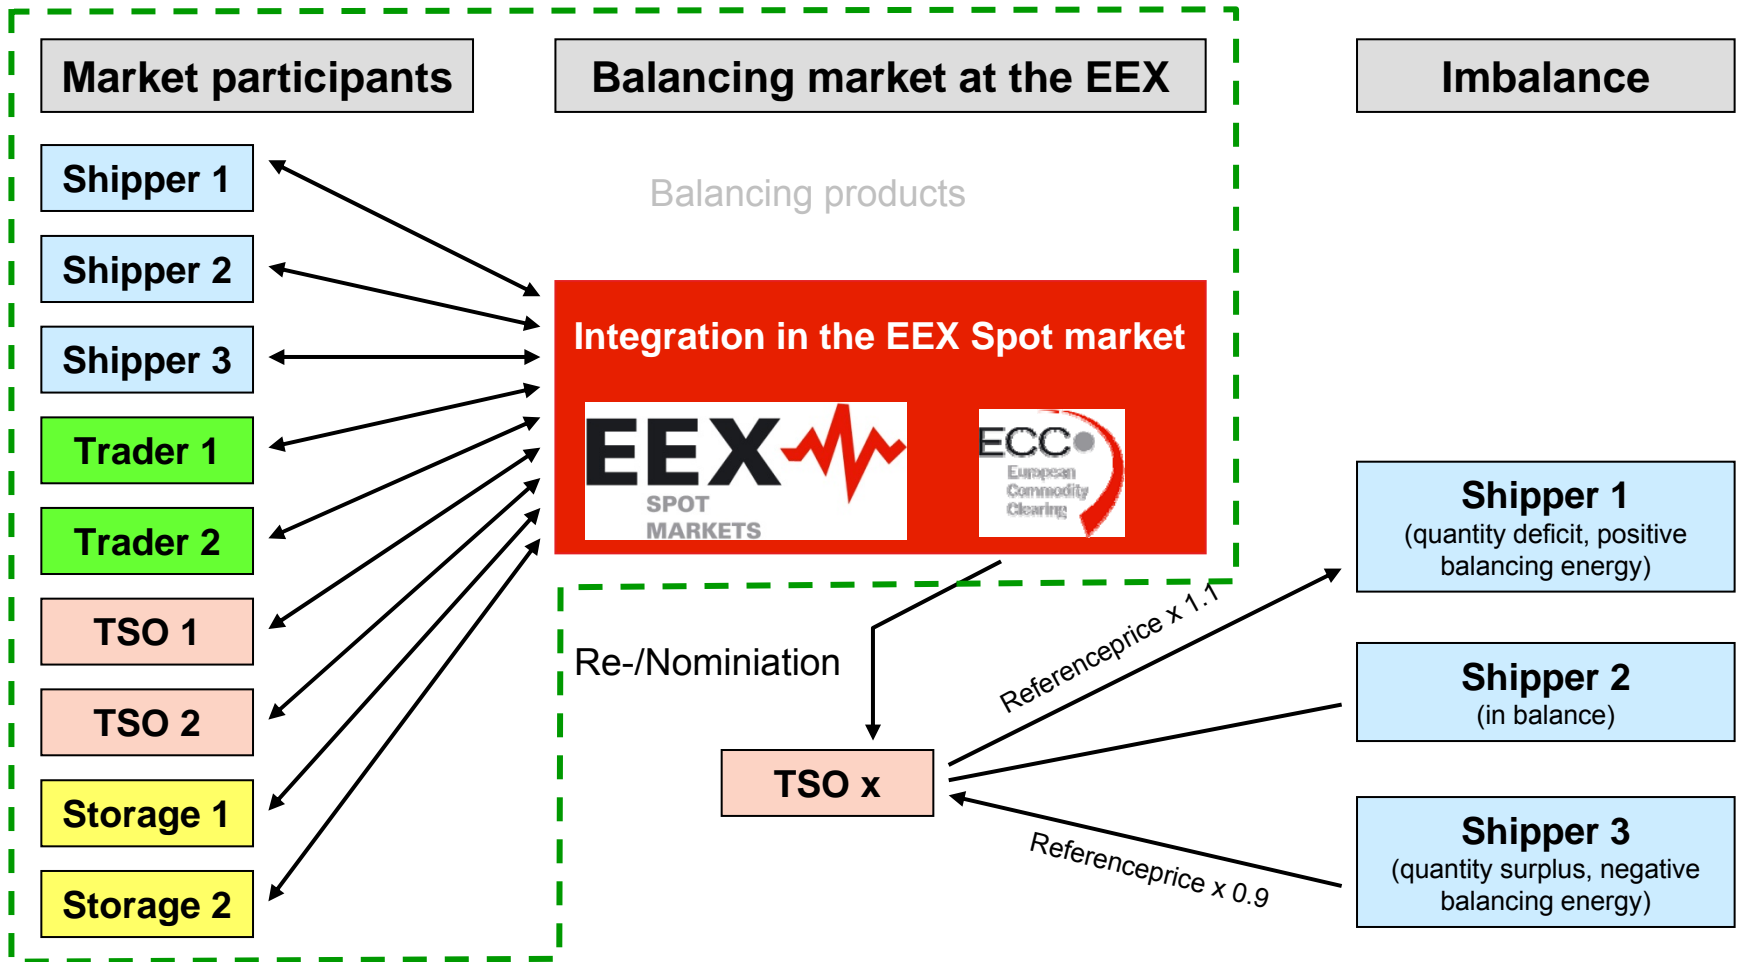 Market participants
Balancing market at the EEX
Imbalance
Shipper 1
Shipper 2
Shipper 3
Trader 1
Trader 2
TSO 1
TSO 2
Storage 1
Storage 2
Balancing products
Integration in the EEX Spot market
EEX
SPOT
MARKETS
ECC
European
Commodity
Clearing
Re-/Nominiation
TSO x
Referenceprice x 1.1
Referenceprice x 0.9
Shipper 1
(quantity deficit, positive
balancing energy)
Shipper 2
(in balance)
Shipper 3
(quantity surplus, negative
balancing energy)